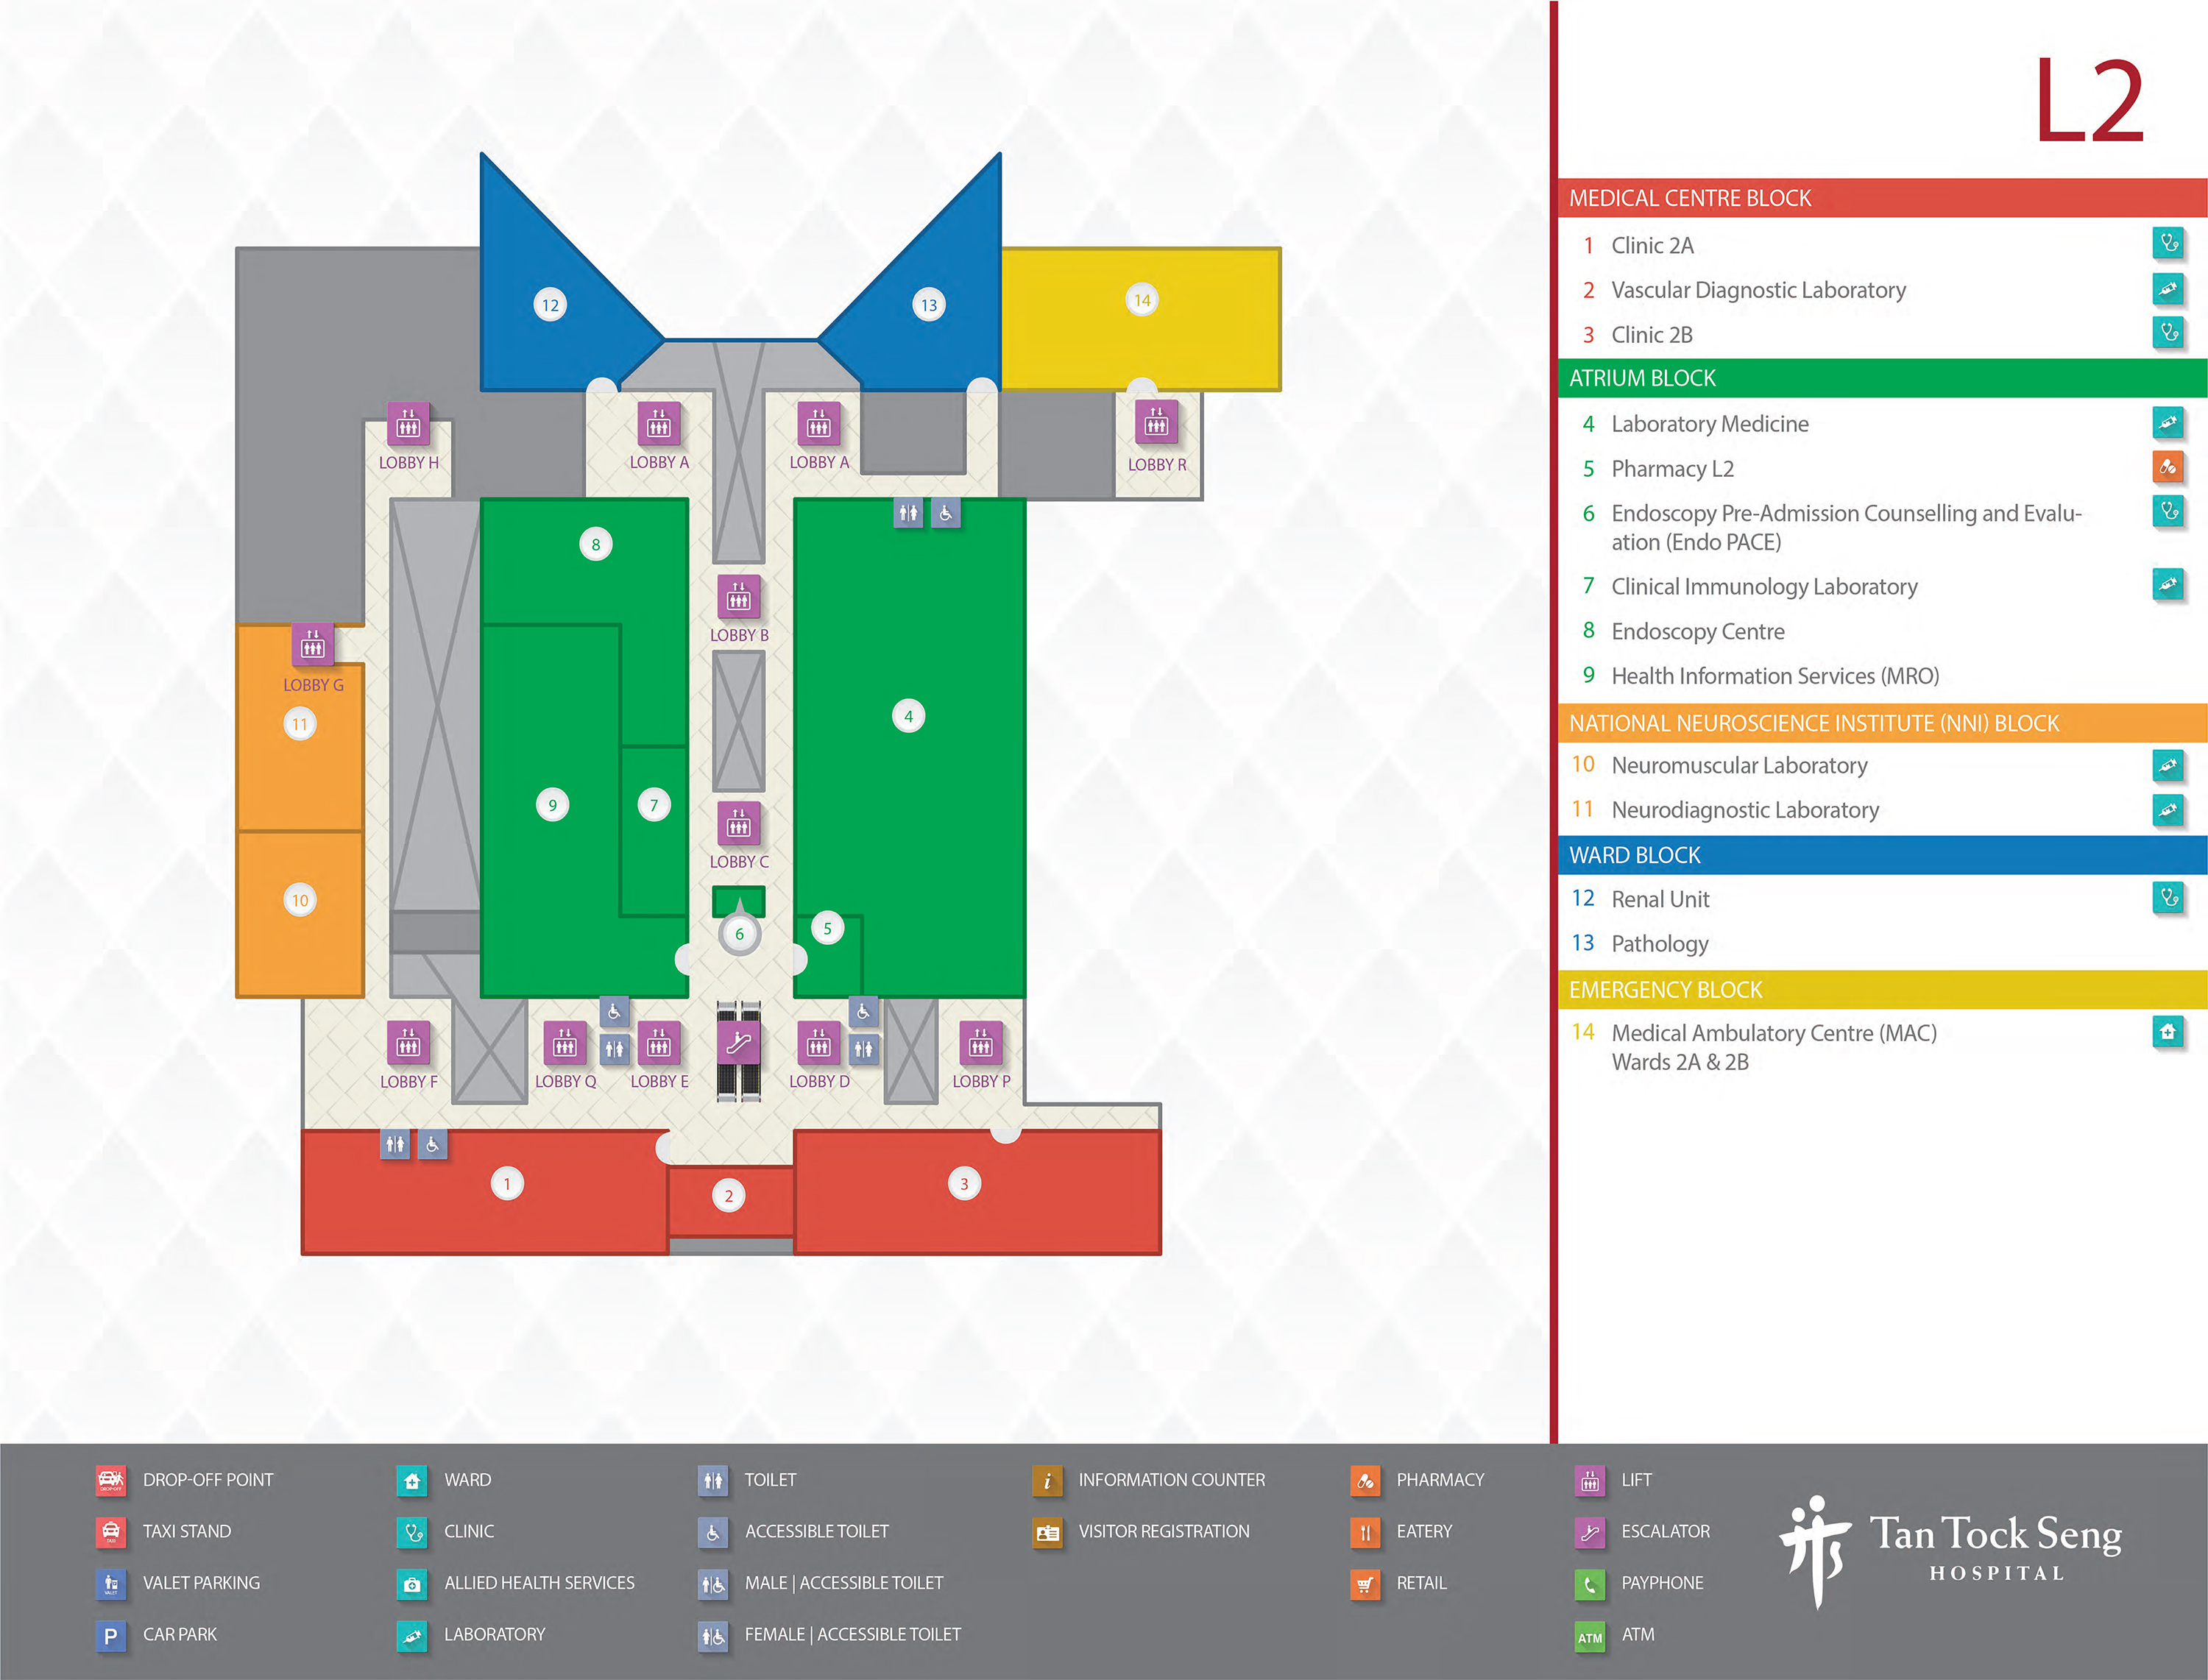 L2
12
13
14
LOBBY H
LOBBY A
LOBBY A
LOBBY R
8
LOBBY B
LOBBY G
11
4
9
7
LOBBY C
10
6
5
LOBBY F
LOBBY Q
LOBBY E
LOBBY D
LOBBY P
1
2
3
MEDICAL CENTRE BLOCK
1 Clinic 2A
2 Vascular Diagnostic Laboratory
3 Clinic 2B
ATRIUM BLOCK
4 Laboratory Medicine
5 Pharmacy L2
6 Endoscopy Pre-Admission Counselling and Evalu-
ation (Endo PACE)
7 Clinical Immunology Laboratory
8 Endoscopy Centre
9 Health Information Services (MRO)
NATIONAL NEUROSCIENCE INSTITUTE (NNI) BLOCK
10 Neuromuscular Laboratory
11 Neurodiagnostic Laboratory
WARD BLOCK
12 Renal Unit
13 Pathology
EMERGENCY BLOCK
14 Medical Ambulatory Centre (MAC)
Wards 2A & 2B
DROP-OFF DROP-OFF POINT
TAXI TAXI STAND
VALET VALET PARKING
P CAR PARK
WARD
CLINIC
ALLIED HEALTH SERVICES
LABORATORY
TOILET
ACCESSIBLE TOILET
MALE | ACCESSIBLE TOILET
FEMALE | ACCESSIBLE TOILET
i INFORMATION COUNTER
VISITOR REGISTRATION
PHARMACY
EATERY
RETAIL
LIFT
ESCALATOR
PAYPHONE
ATM ATM
Tan Tock Seng
HOSPITAL